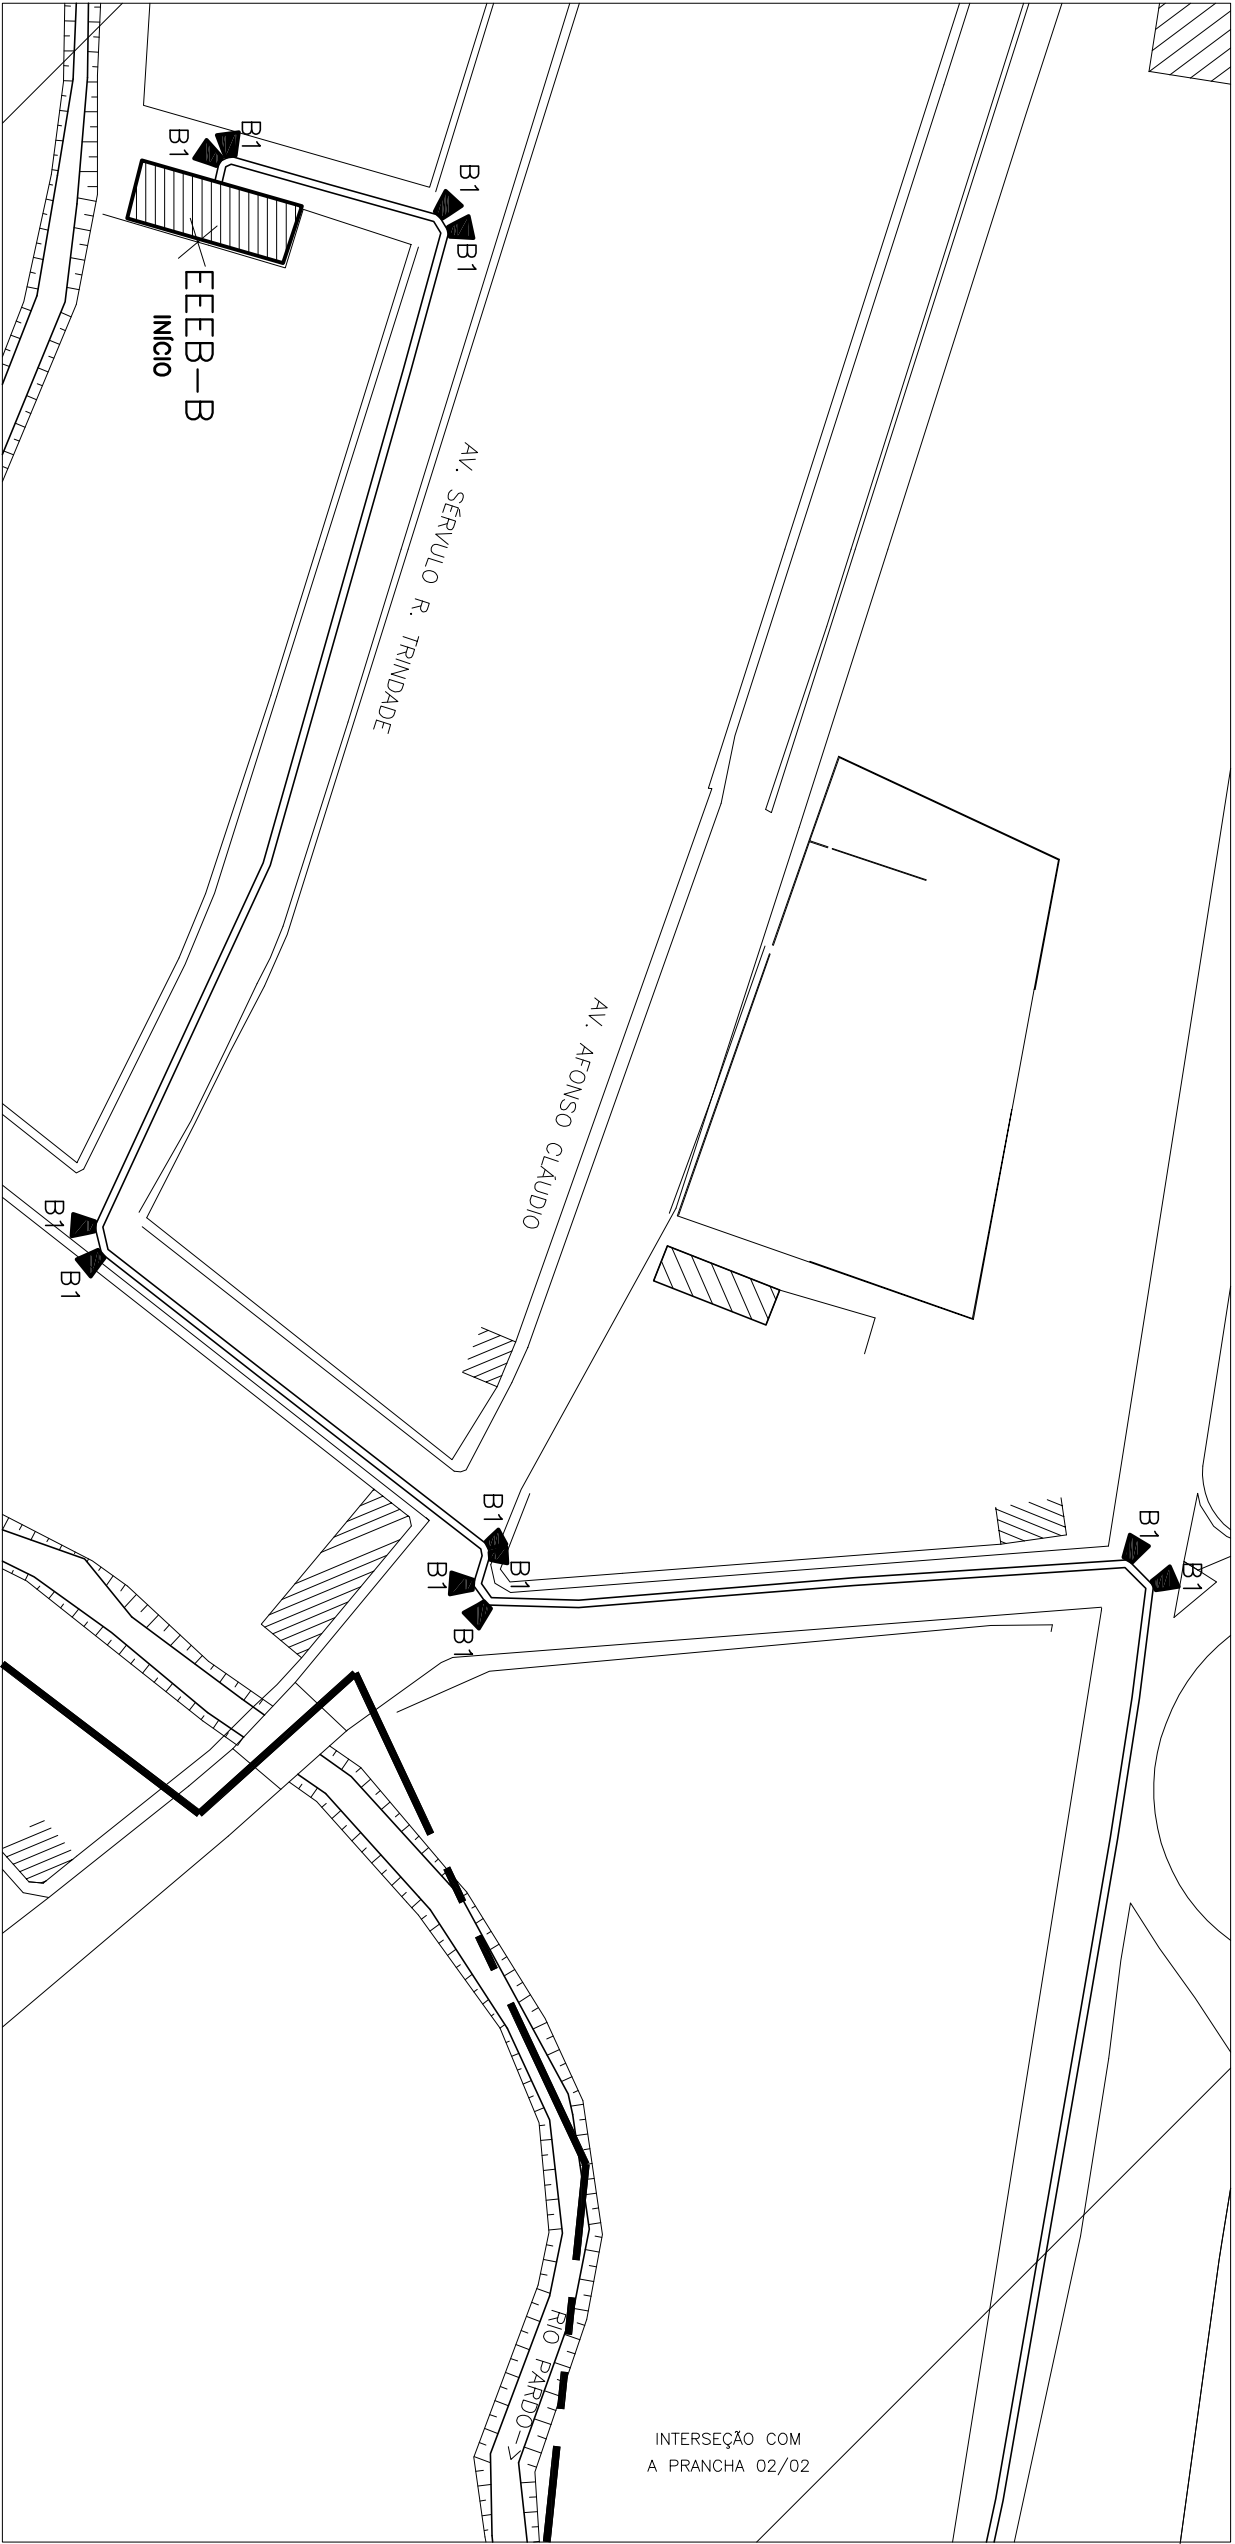 B1
B1
B1
B1
EEEB-B
INÍCIO
AV. SÉRVULO R. TRINDADE
AV. AFONSO CLÁUDIO
B1
B1
B1
B1
B1
B1
B1
B1
RIO PARDO->
INTERSEÇÃO COM
A PRANCHA 02/02